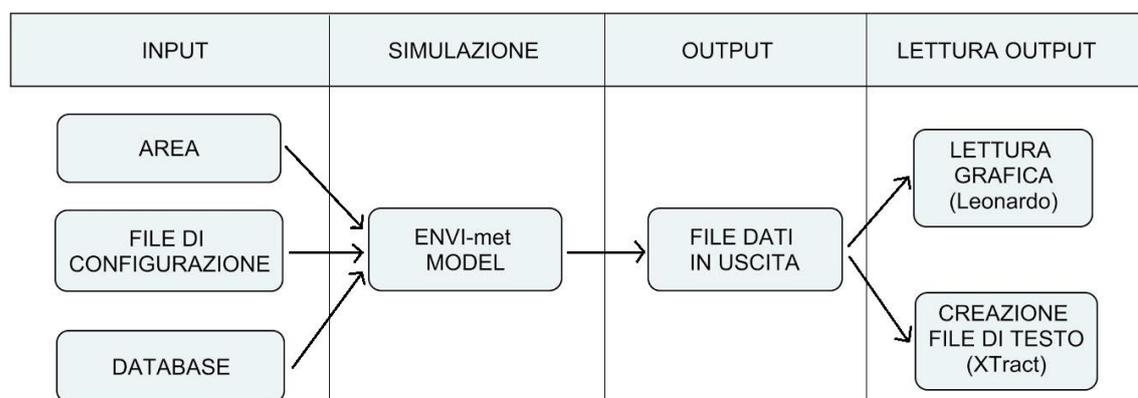 INPUT
SIMULAZIONE
OUTPUT
LETTURA OUTPUT
AREA
FILE DI
CONFIGURAZIONE
DATABASE
ENVI-met
MODEL
FILE DATI
IN USCITA
LETTURA
GRAFICA
(Leonardo)
CREAZIONE
FILE DI TESTO
(XTract)